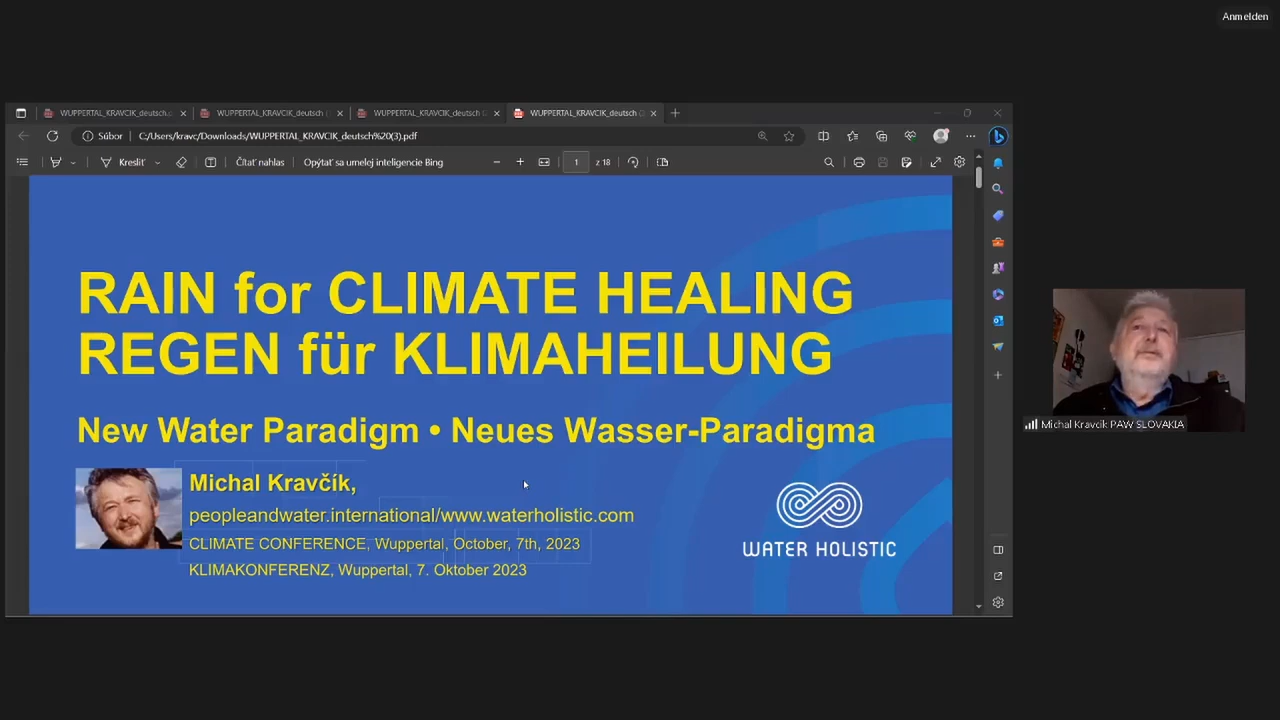 Anmelden
WUPPERTAL_KRAVCIK_deutsch
WUPPERTAL_KRAVCIK_deutsch
WUPPERTAL_KRAVCIK_deutsch
WUPPERTAL_KRAVCIK_deutsch
Súbor
C:/Users/kravc/Downloads/WUPPERTAL_KRAVCIK_deutsch%20(3).pdf
Kresliť
Čítať nahlas
Opýtať sa umelej inteligencie Bing
1
z 18
RAIN for CLIMATE HEALING
REGEN für KLIMAHEILUNG
New Water Paradigm • Neues Wasser-Paradigma
Michal Kravčík,
peopleandwater.international/www.waterholistic.com
CLIMATE CONFERENCE, Wuppertal, October, 7th, 2023
KLIMAKONFERENZ, Wuppertal, 7. Oktober 2023
WATER HOLISTIC
Michal Kravcik PAW SLOVAKIA